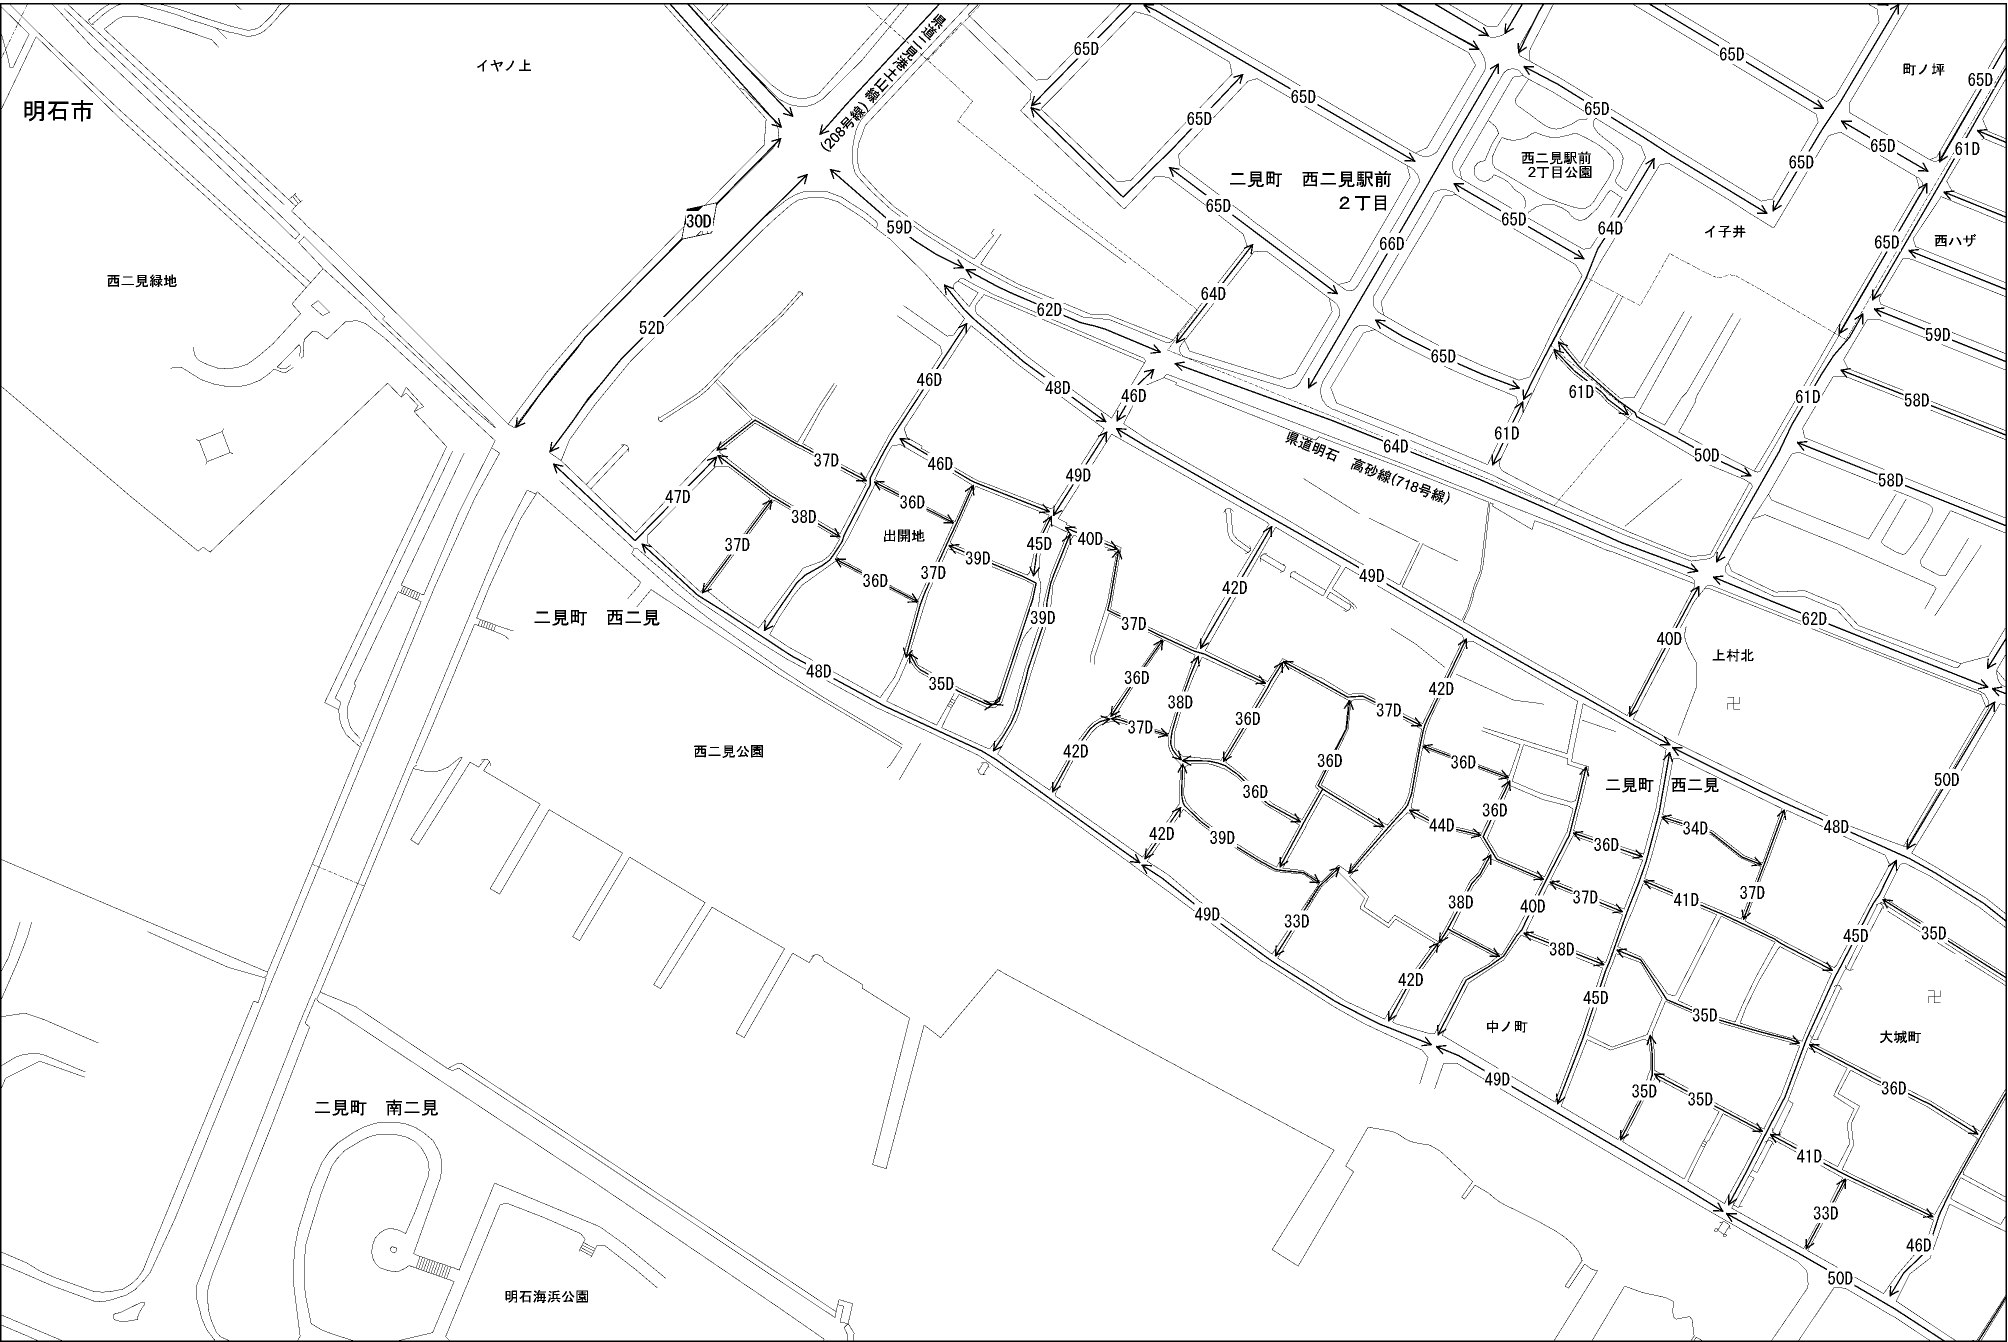 65D
65D
65D
65D
65D
65D
町ノ坪
65D
イヤノ上
明石市
県道二見港土山線
(208号線)
65D
65D
61D
二見町 西二見駅前
2丁目
西二見駅前
2丁目公園
65D
65D
64D
イ子井
65D
西ハザ
30D
59D
66D
西二見緑地
52D
62D
64D
65D
59D
46D
48D
46D
61D
61D
58D
県道明石 高砂線(718号線)
64D
61D
50D
58D
37D
46D
49D
47D
38D
36D
出開地
37D
45D
40D
39D
36D
37D
42D
49D
二見町 西二見
39D
37D
62D
40D
上村北
48D
35D
36D
38D
36D
37D
42D
37D
42D
西二見公園
36D
36D
36D
二見町 西二見
50D
36D
44D
36D
34D
48D
42D
39D
36D
38D
40D
37D
41D
37D
49D
33D
38D
45D
35D
42D
45D
中ノ町
35D
大城町
49D
35D
35D
36D
二見町 南二見
41D
33D
46D
50D
明石海浜公園